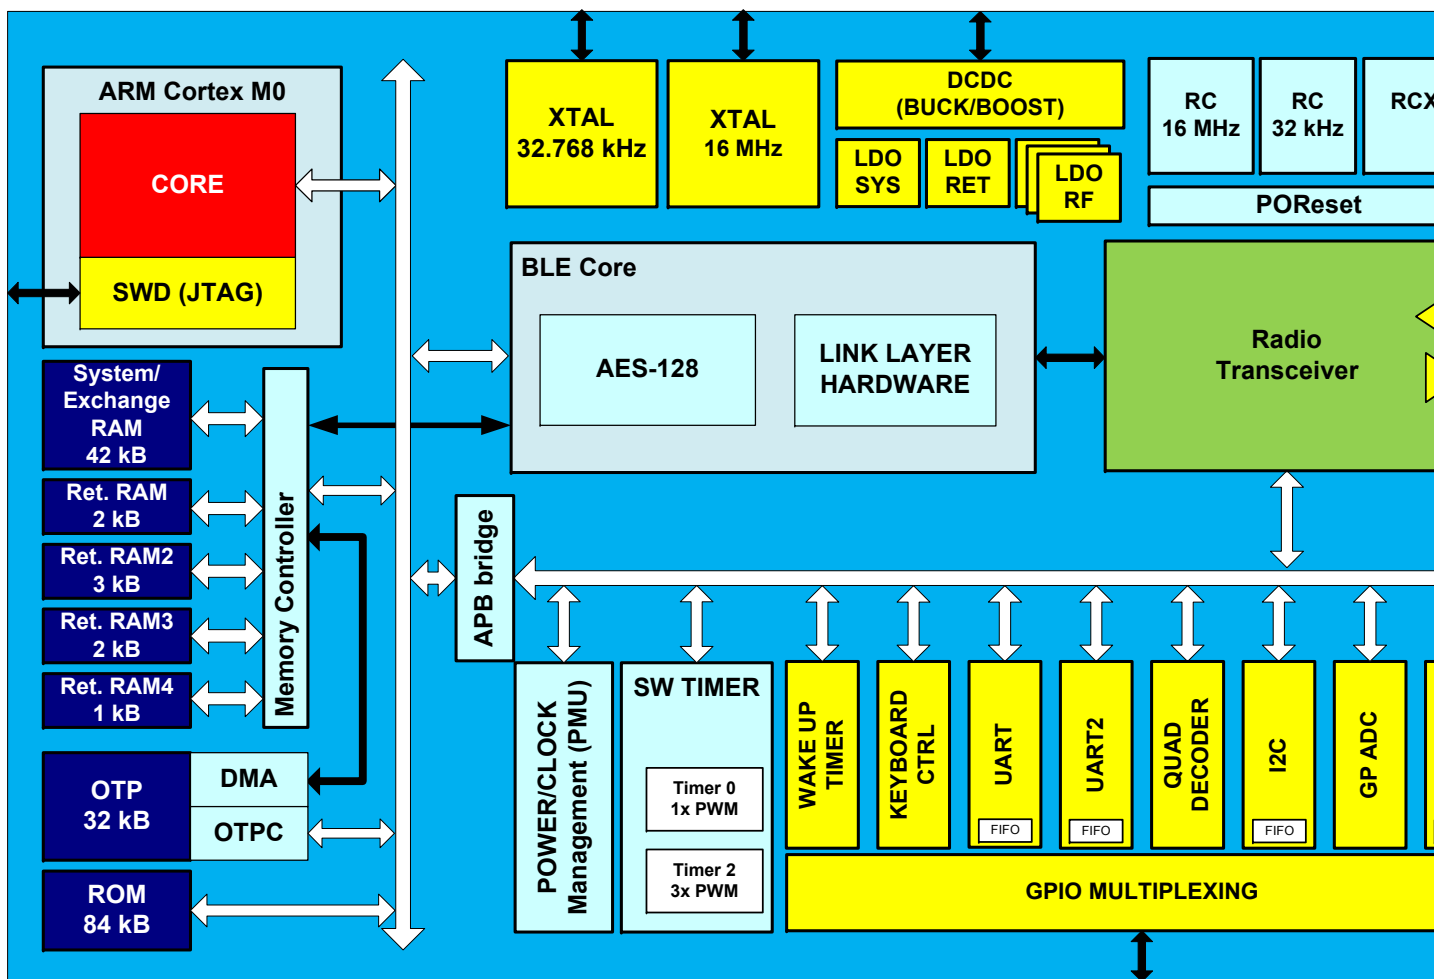 ARM Cortex M0
CORE
SWD (JTAG)
XTAL
32.768 kHz
XTAL
16 MHz
DCDC
(BUCK/BOOST)
LDO
SYS
LDO
RET
LDO
RF
RC
16 MHz
RC
32 kHz
RCX
POReset
BLE Core
AES-128
LINK LAYER
HARDWARE
Radio
Transceiver
System/
Exchange
RAM
42 kB
Ret. RAM
2 kB
Ret. RAM2
3 kB
Ret. RAM3
2 kB
Ret. RAM4
1 kB
Memory Controller
OTP
32 kB
DMA
OTPC
ROM
84 kB
APB bridge
POWER/CLOCK
Management (PMU)
SW TIMER
Timer 0
1x PWM
Timer 2
3x PWM
WAKE UP
TIMER
KEYBOARD
CTRL
UART
FIFO
UART2
FIFO
QUAD
DECODER
I2C
FIFO
GP ADC
GPIO MULTIPLEXING